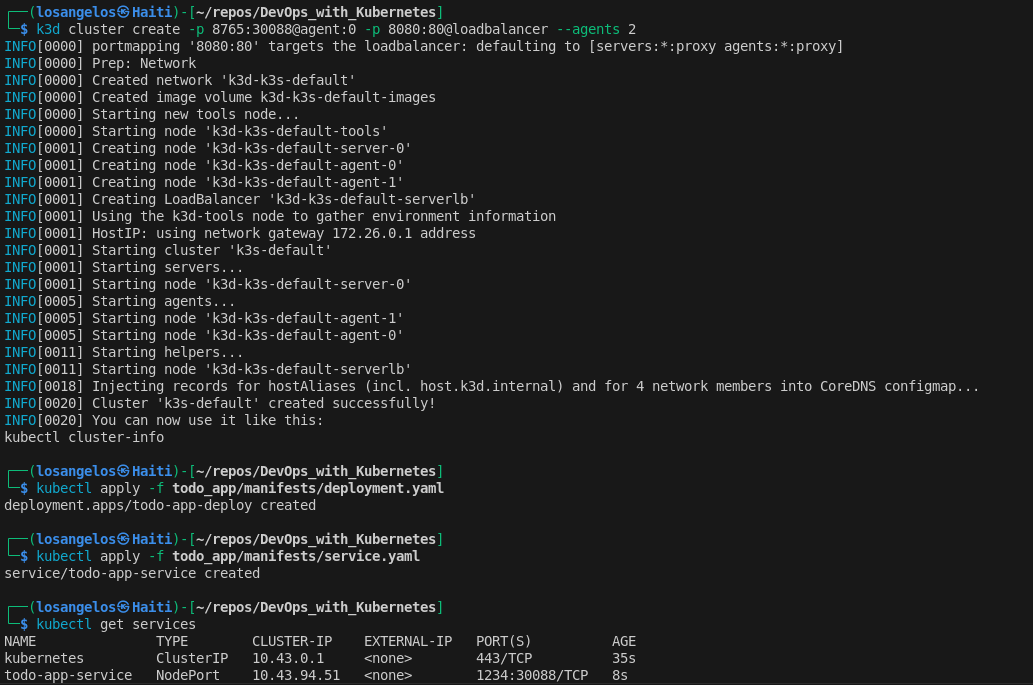 ┌──(losangelos㉿Haiti)-[~/repos/DevOps_with_Kubernetes]
└─$ k3d cluster create -p 8765:30088@agent:0 -p 8080:80@loadbalancer --agents 2
INFO[0000] portmapping '8080:80' targets the loadbalancer: defaulting to [servers:*:proxy agents:*:proxy]
INFO[0000] Prep: Network
INFO[0000] Created network 'k3d-k3s-default'
INFO[0000] Created image volume k3d-k3s-default-images
INFO[0000] Starting new tools node...
INFO[0000] Starting node 'k3d-k3s-default-tools'
INFO[0001] Creating node 'k3d-k3s-default-server-0'
INFO[0001] Creating node 'k3d-k3s-default-agent-0'
INFO[0001] Creating node 'k3d-k3s-default-agent-1'
INFO[0001] Creating LoadBalancer 'k3d-k3s-default-serverlb'
INFO[0001] Using the k3d-tools node to gather environment information
INFO[0001] HostIP: using network gateway 172.26.0.1 address
INFO[0001] Starting cluster 'k3s-default'
INFO[0001] Starting servers...
INFO[0001] Starting node 'k3d-k3s-default-server-0'
INFO[0005] Starting agents...
INFO[0005] Starting node 'k3d-k3s-default-agent-1'
INFO[0005] Starting node 'k3d-k3s-default-agent-0'
INFO[0011] Starting helpers...
INFO[0011] Starting node 'k3d-k3s-default-serverlb'
INFO[0018] Injecting records for hostAliases (incl. host.k3d.internal) and for 4 network members into CoreDNS configmap...
INFO[0020] Cluster 'k3s-default' created successfully!
INFO[0020] You can now use it like this:
kubectl cluster-info
┌──(losangelos㉿Haiti)-[~/repos/DevOps_with_Kubernetes]
└─$ kubectl apply -f todo_app/manifests/deployment.yaml
deployment.apps/todo-app-deploy created
┌──(losangelos㉿Haiti)-[~/repos/DevOps_with_Kubernetes]
└─$ kubectl apply -f todo_app/manifests/service.yaml
service/todo-app-service created
┌──(losangelos㉿Haiti)-[~/repos/DevOps_with_Kubernetes]
└─$ kubectl get services
NAME               TYPE        CLUSTER-IP    EXTERNAL-IP   PORT(S)          AGE
kubernetes         ClusterIP   10.43.0.1     <none>        443/TCP          35s
todo-app-service   NodePort    10.43.94.51   <none>        1234:30088/TCP   8s